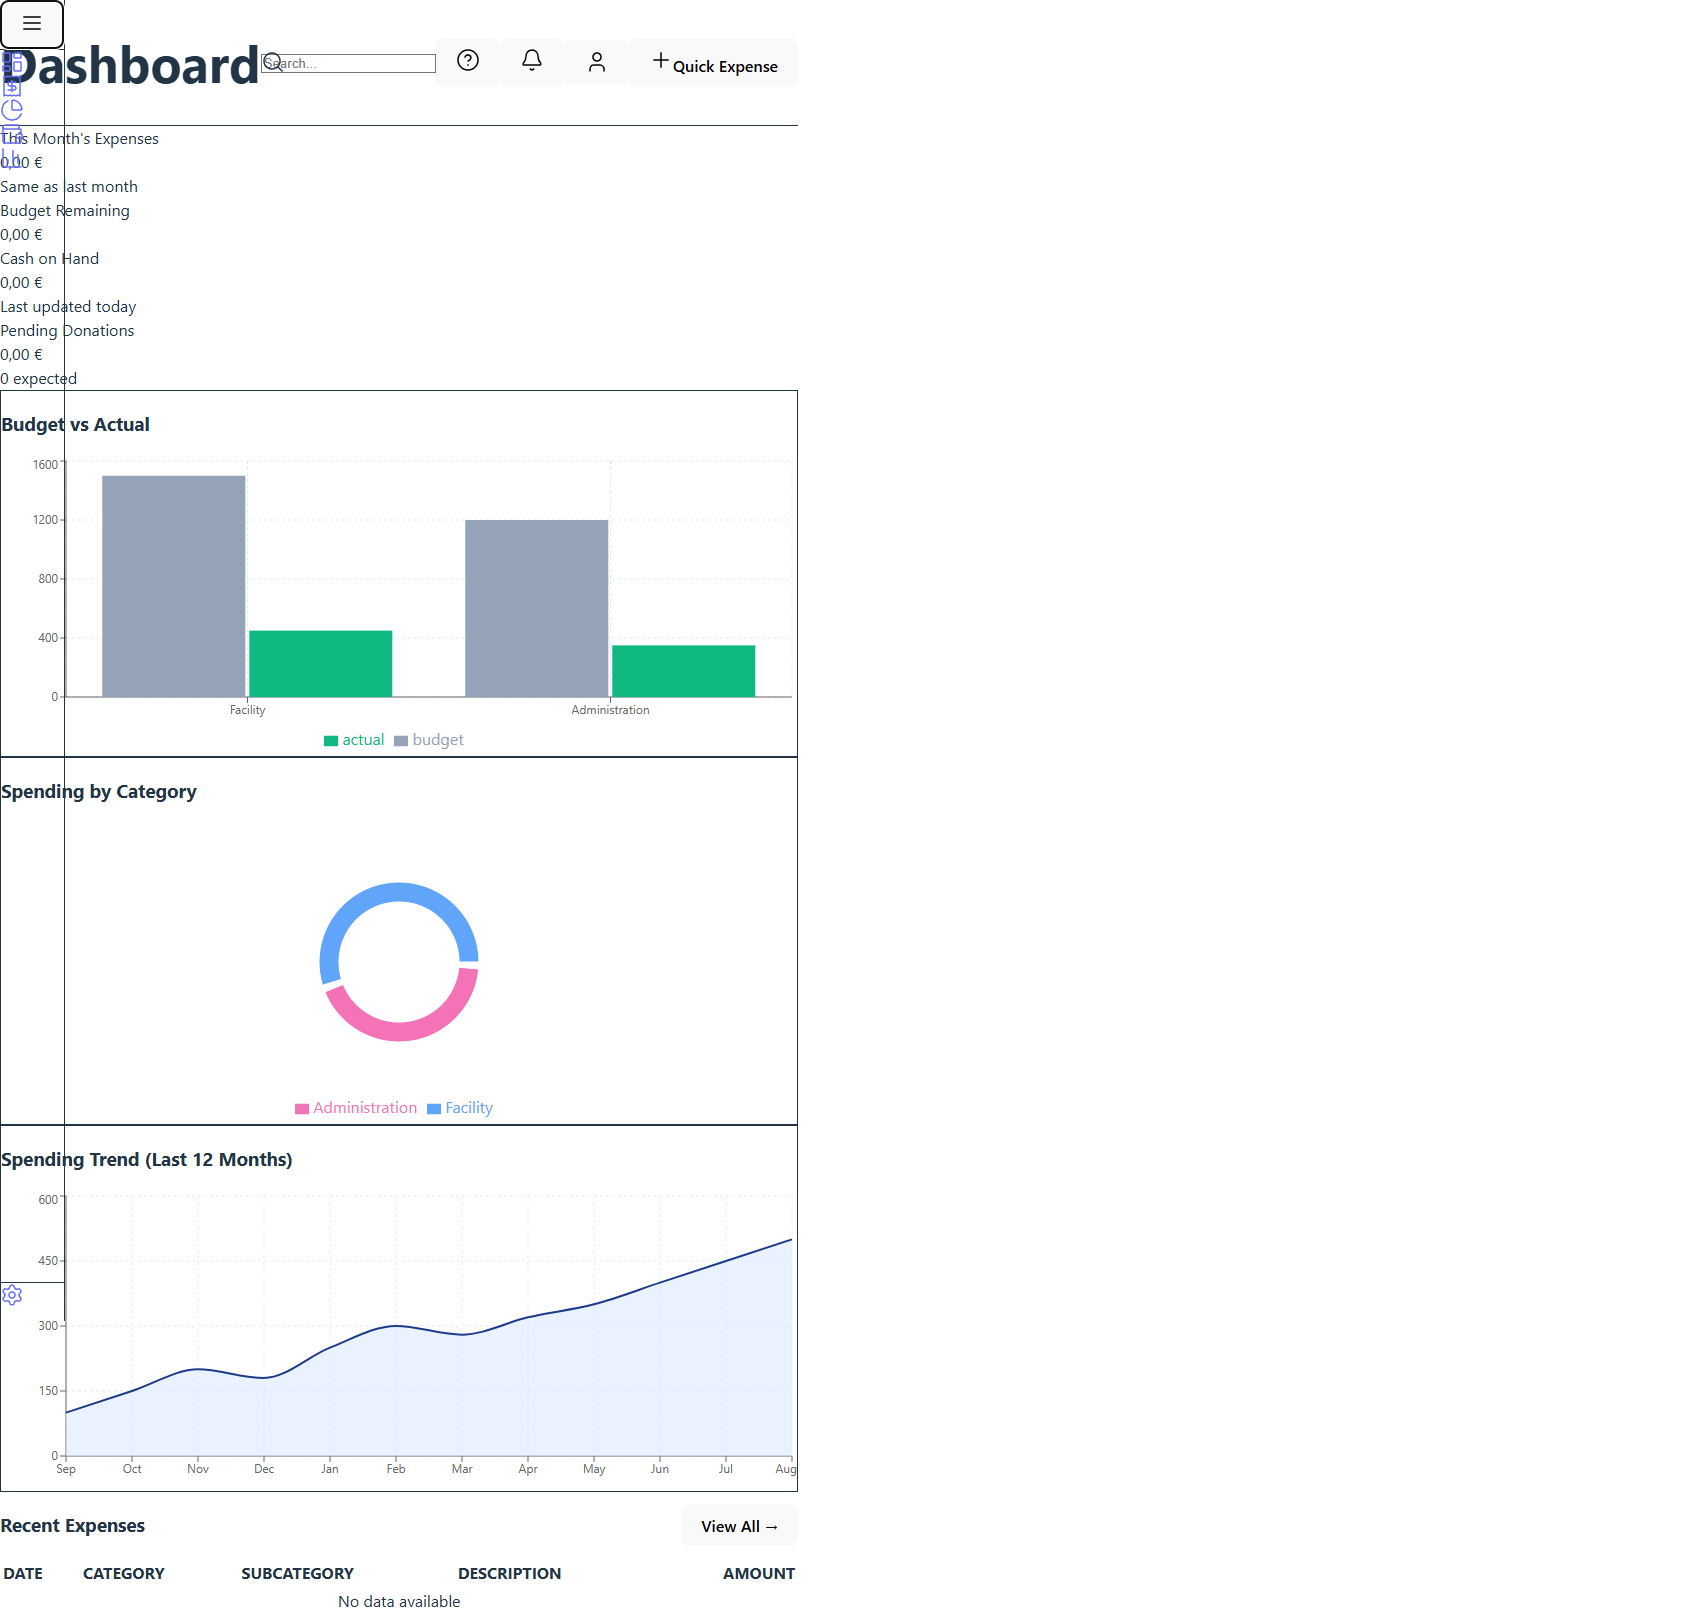 Dashboard
Search...
Quick Expense
This Month's Expenses
0,00 €
Same as last month
Budget Remaining
0,00 €
Cash on Hand
0,00 €
Last updated today
Pending Donations
0,00 €
0 expected
Budget vs Actual
1600
1200
800
400
0
Facility Administration
actual budget
Spending by Category
Administration Facility
Spending Trend (Last 12 Months)
600
450
300
150
0
Sep Oct Nov Dec Jan Feb Mar Apr May Jun Jul Aug
Recent Expenses
View All →
DATE CATEGORY SUBCATEGORY DESCRIPTION AMOUNT
No data available